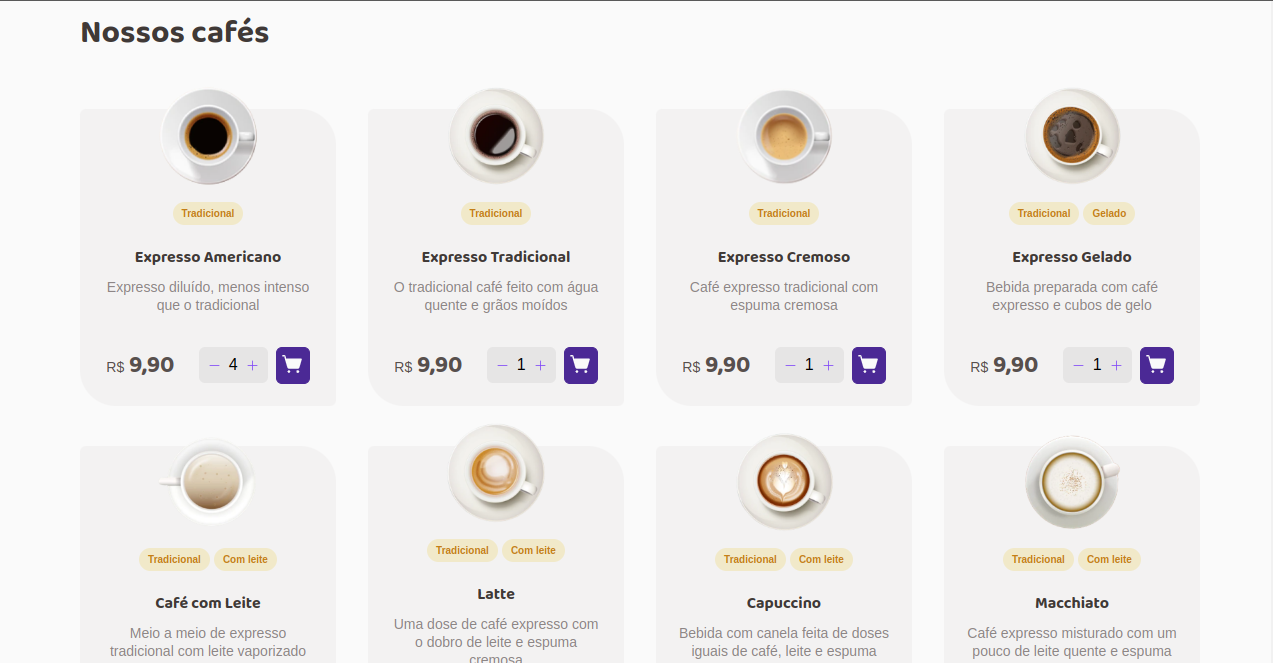 Nossos cafés
Tradicional
Expresso Americano
Expresso diluído, menos intenso
que o tradicional
R$ 9,90 − 4 +
Tradicional
Expresso Tradicional
O tradicional café feito com água
quente e grãos moídos
R$ 9,90 − 1 +
Tradicional
Expresso Cremoso
Café expresso tradicional com
espuma cremosa
R$ 9,90 − 1 +
Tradicional Gelado
Expresso Gelado
Bebida preparada com café
expresso e cubos de gelo
R$ 9,90 − 1 +
Tradicional Com leite
Café com Leite
Meio a meio de expresso
tradicional com leite vaporizado
Tradicional Com leite
Latte
Uma dose de café expresso com
o dobro de leite e espuma
cremosa
Tradicional Com leite
Capuccino
Bebida com canela feita de doses
iguais de café, leite e espuma
Tradicional Com leite
Macchiato
Café expresso misturado com um
pouco de leite quente e espuma